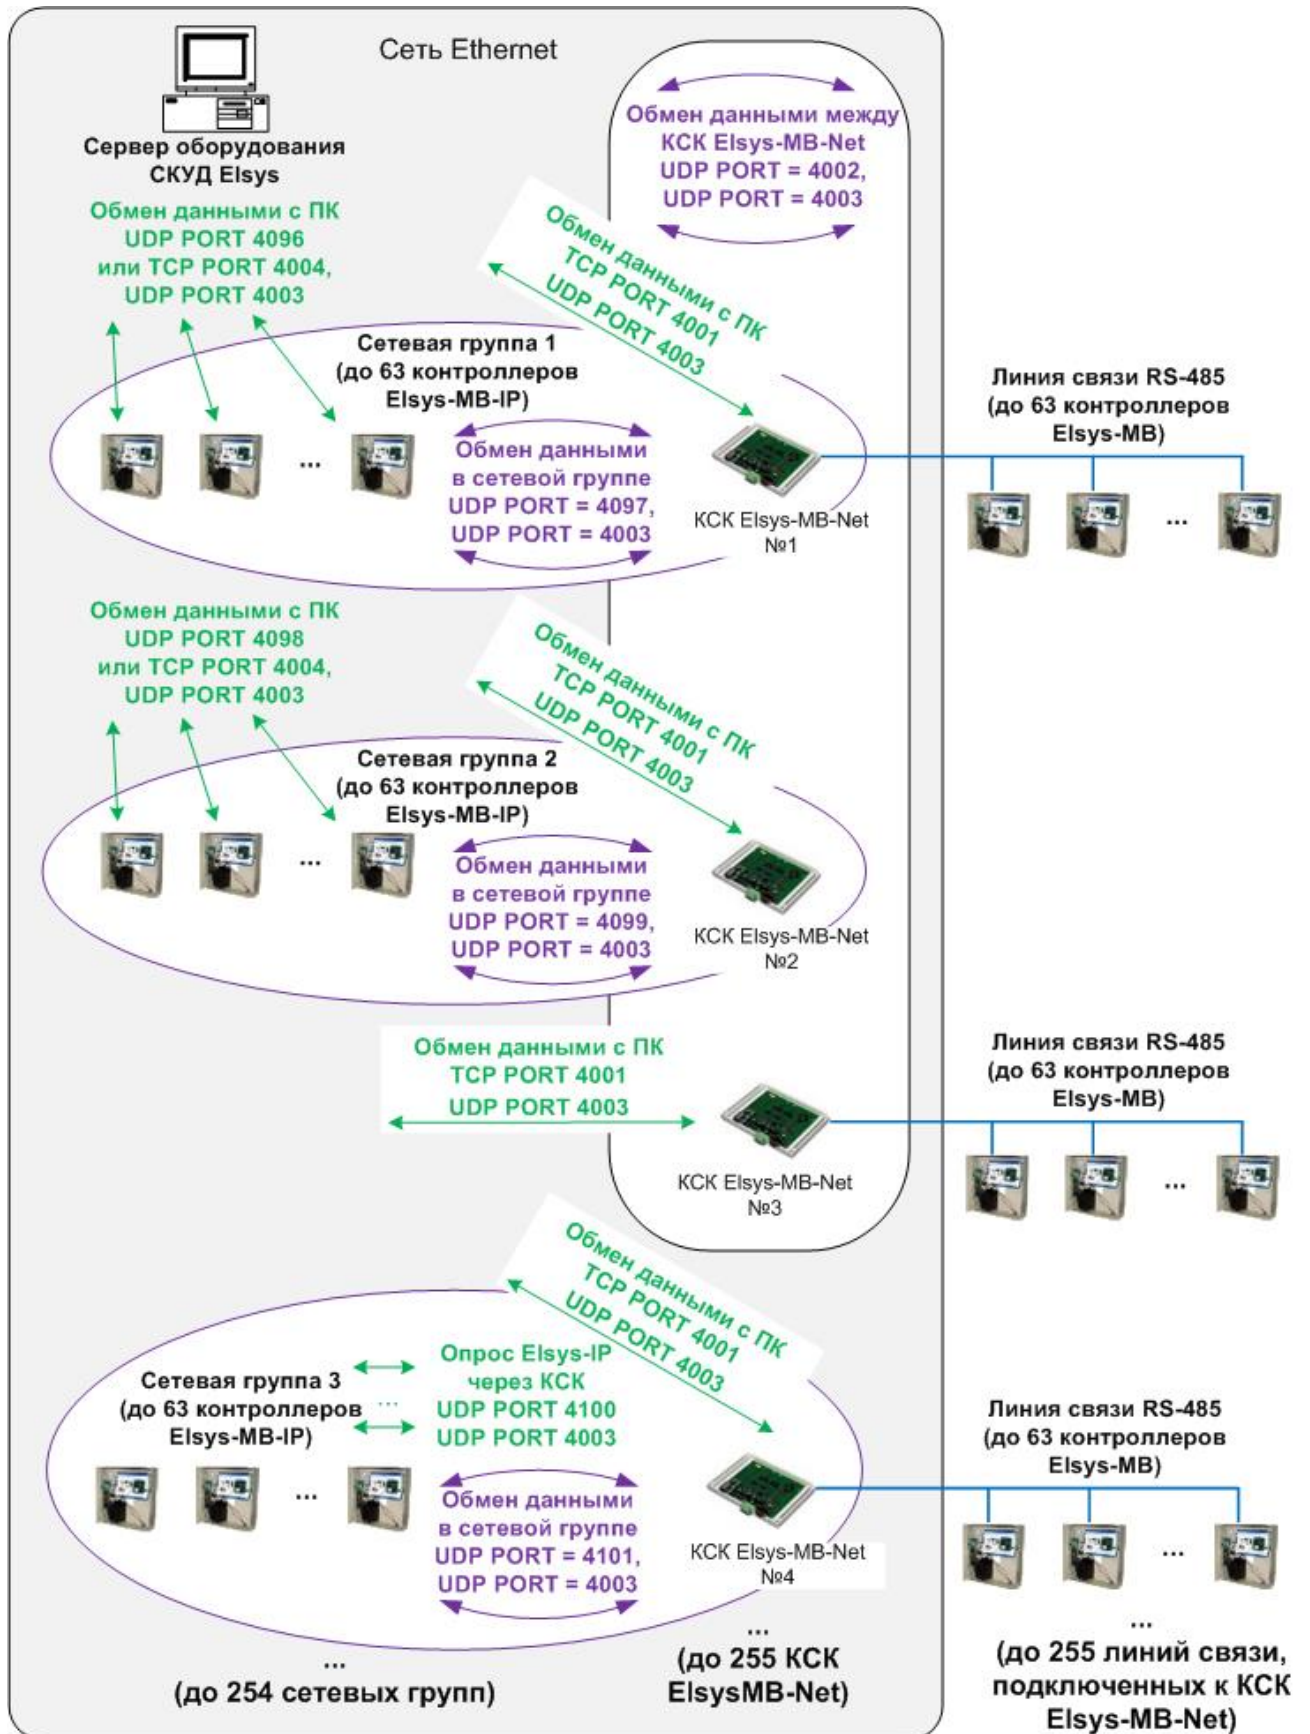 Сеть Ethernet
Сервер оборудования
СКУД Elsys
Обмен данными между
КСК Elsys-MB-Net
UDP PORT = 4002,
UDP PORT = 4003
Обмен данными с ПК
UDP PORT 4096
или TCP PORT 4004,
UDP PORT 4003
Обмен данными с ПК
TCP PORT 4001
UDP PORT 4003
Сетевая группа 1
(до 63 контроллеров
Elsys-MB-IP)
...
Обмен данными
в сетевой группе
UDP PORT = 4097,
UDP PORT = 4003
КСК Elsys-MB-Net
№1
Линия связи RS-485
(до 63 контроллеров
Elsys-MB)
...
Обмен данными с ПК
UDP PORT 4098
или TCP PORT 4004,
UDP PORT 4003
Обмен данными с ПК
TCP PORT 4001
UDP PORT 4003
Сетевая группа 2
(до 63 контроллеров
Elsys-MB-IP)
...
Обмен данными
в сетевой группе
UDP PORT = 4099,
UDP PORT = 4003
КСК Elsys-MB-Net
№2
Обмен данными с ПК
TCP PORT 4001
UDP PORT 4003
КСК Elsys-MB-Net
№3
Линия связи RS-485
(до 63 контроллеров
Elsys-MB)
...
Обмен данными с ПК
TCP PORT 4001
UDP PORT 4003
Сетевая группа 3
(до 63 контроллеров
Elsys-MB-IP)
...
Опрос Elsys-IP
через КСК
UDP PORT 4100
UDP PORT 4003
...
Обмен данными
в сетевой группе
UDP PORT = 4101,
UDP PORT = 4003
КСК Elsys-MB-Net
№4
Линия связи RS-485
(до 63 контроллеров
Elsys-MB)
...
...
(до 254 сетевых групп)
...
(до 255 КСК
ElsysMB-Net)
...
(до 255 линий связи,
подключенных к КСК
Elsys-MB-Net)